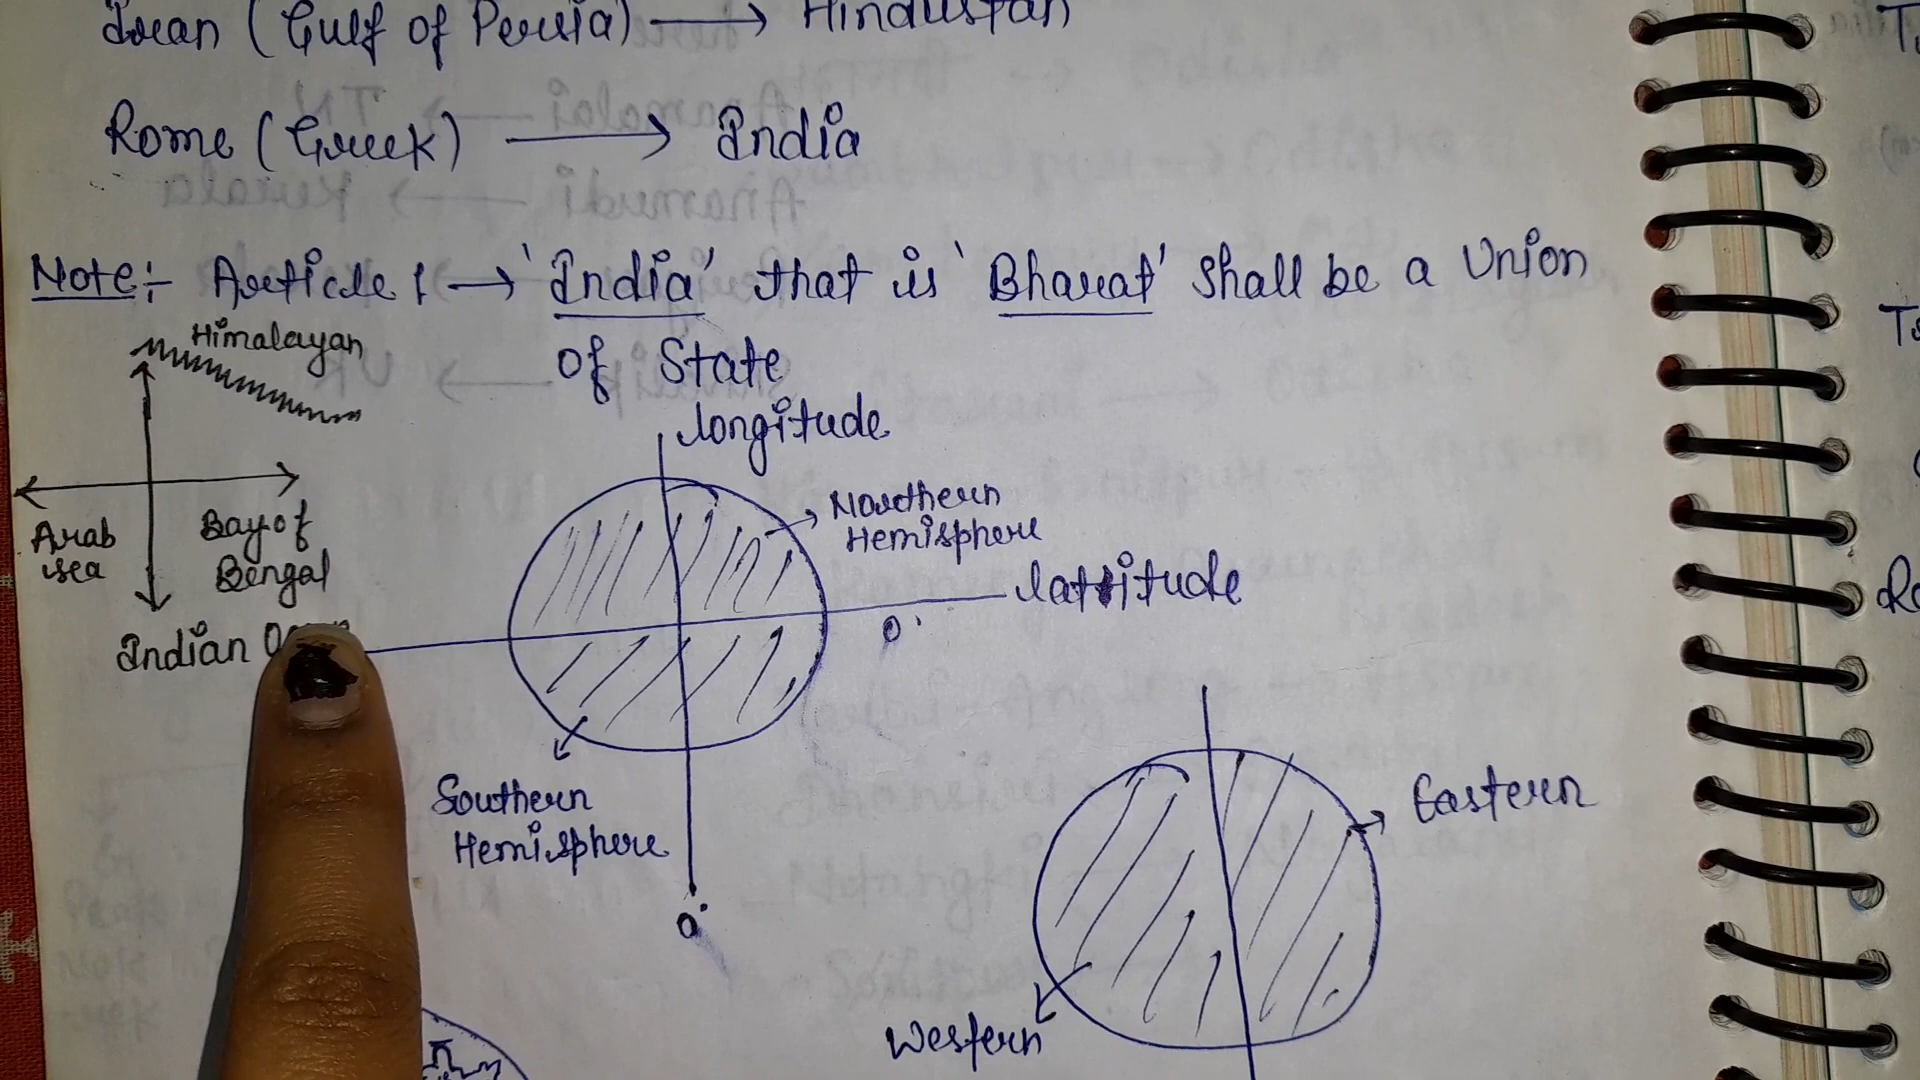 Iran (Gulf of Persia) → Hindustan
Rome (Greek) → India
Note:- Article 1 → 'India' that is 'Bharat' shall be a Union
of State
Himalayan
Arab
sea
Bay of
Bengal
Indian
longitude
Northern
Hemisphere
lattitude
0°
Southern
Hemisphere
0°
Eastern
Western